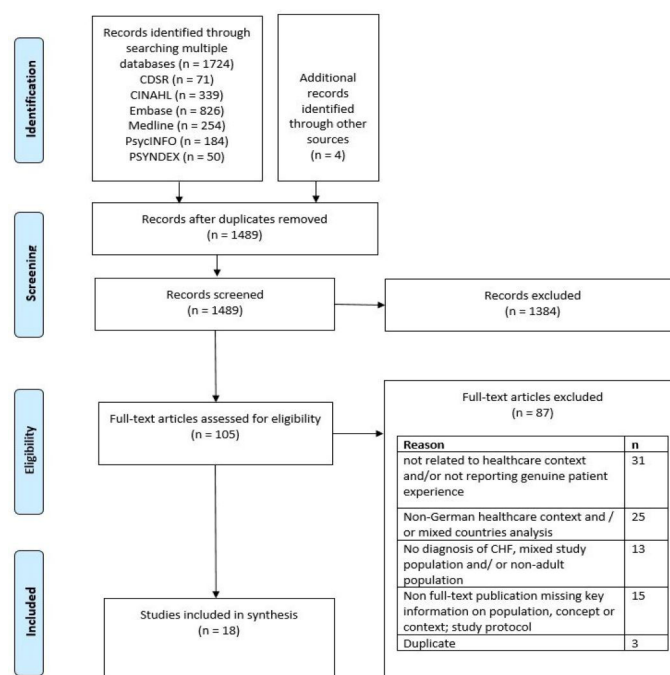 Identification
Records identified through
searching multiple
databases (n = 1724)
CDSR (n = 71)
CINAHL (n = 339)
Embase (n = 826)
Medline (n = 254)
PsycINFO (n = 184)
PSYNDEX (n = 50)
Additional
records
identified
through other
sources
(n = 4)
Screening
Records after duplicates removed
(n = 1489)
Records screened
(n = 1489)
Records excluded
(n = 1384)
Eligibility
Full-text articles assessed for eligibility
(n = 105)
Full-text articles excluded
(n = 87)
Reason n
not related to healthcare context 31
and/or not reporting genuine patient
experience
Non-German healthcare context and / 25
or mixed countries analysis
No diagnosis of CHF, mixed study 13
population and/ or non-adult
population
Non full-text publication missing key 15
information on population, concept or
context; study protocol
Duplicate 3
Included
Studies included in synthesis
(n = 18)